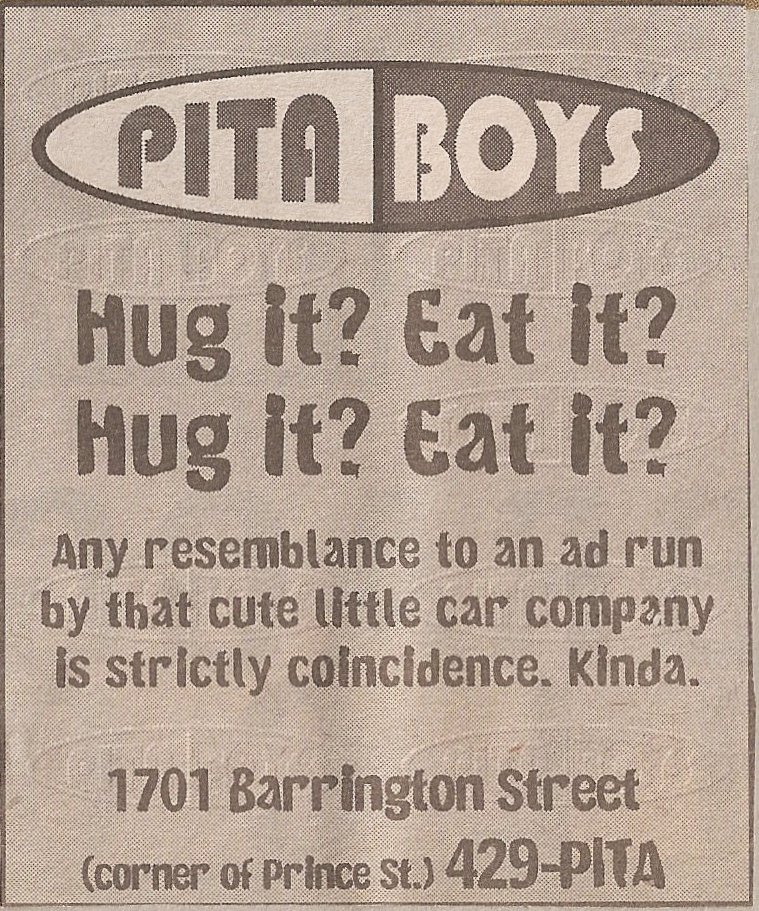 PITA BOYS
Hug it? Eat it?
Hug it? Eat it?
Any resemblance to an ad run
by that cute little car company
is strictly coincidence. Kinda.
1701 Barrington Street
(corner of Prince St.) 429-PITA